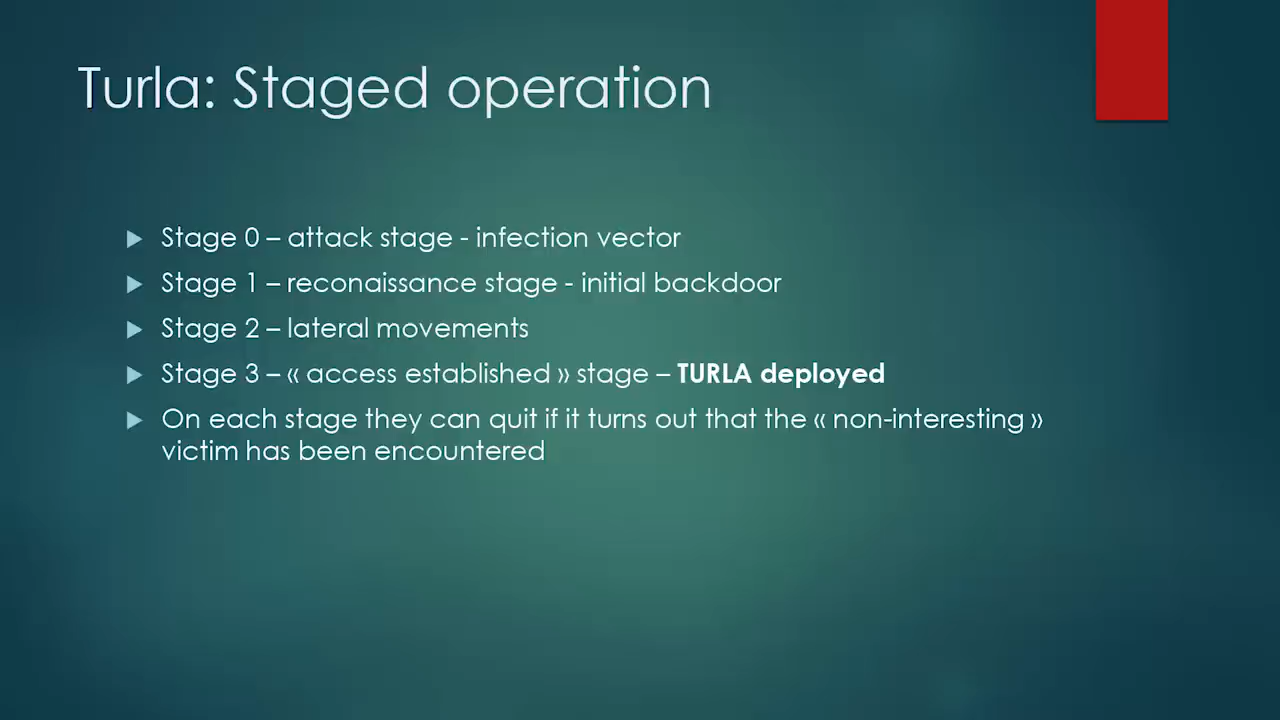 Turla: Staged operation
Stage 0 – attack stage - infection vector
Stage 1 – reconaissance stage - initial backdoor
Stage 2 – lateral movements
Stage 3 – « access established » stage – TURLA deployed
On each stage they can quit if it turns out that the « non-interesting »
victim has been encountered